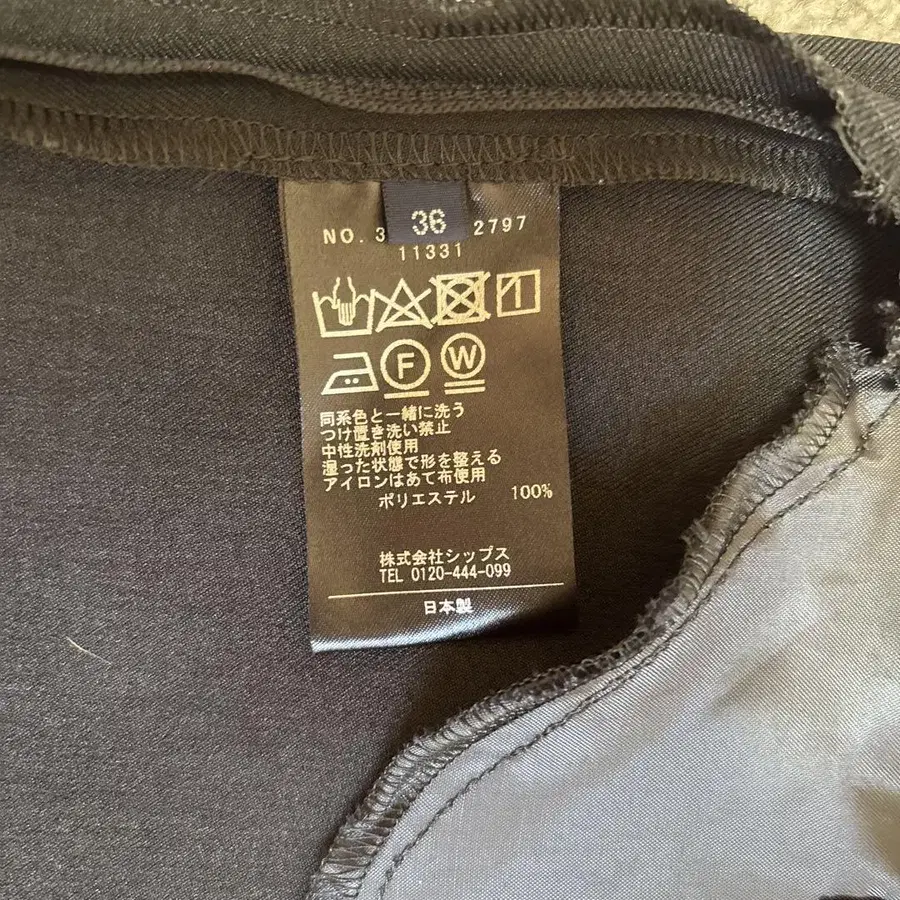 36
NO.3 2797
11331
F W
同系色と一緒に洗う
つけ置き洗い禁止
中性洗剤使用
湿った状態で形を整える
アイロンはあて布使用
ポリエステル 100%
株式会社シップス
TEL 0120-444-099
日本製